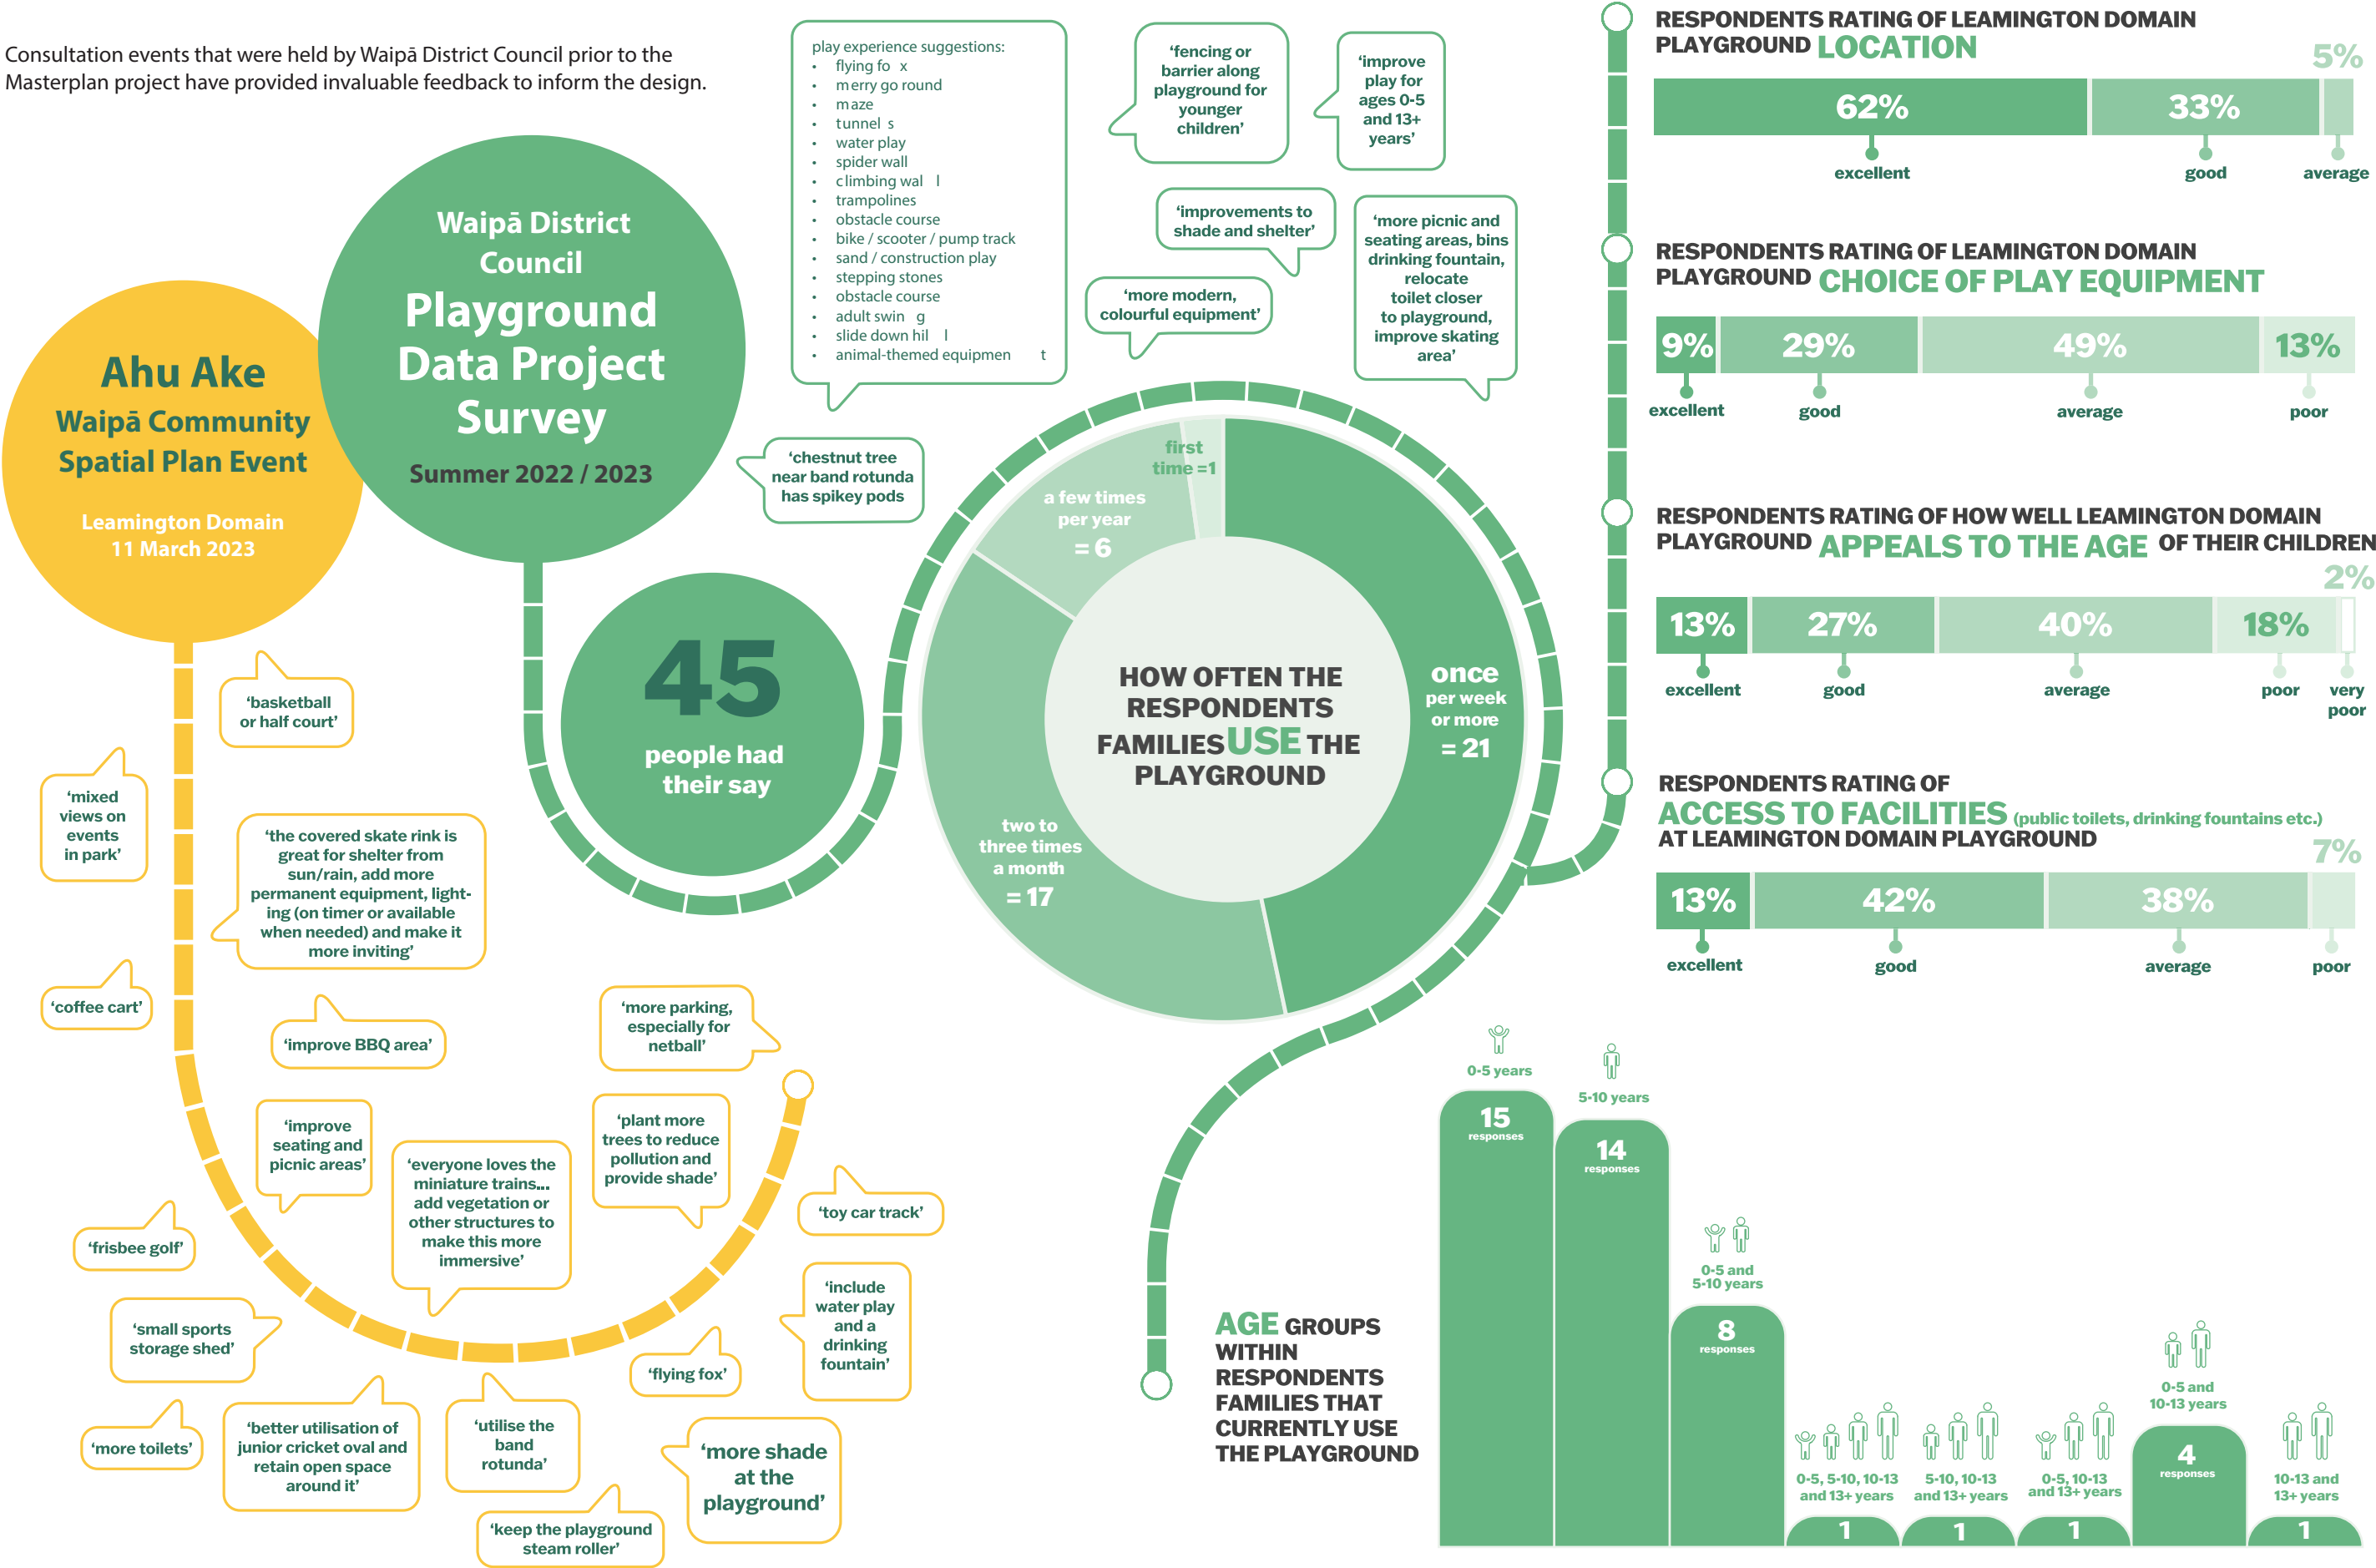 Consultation events that were held by Waipā District Council prior to the
Masterplan project have provided invaluable feedback to inform the design.
Ahu Ake
Waipā Community
Spatial Plan Event
Leamington Domain
11 March 2023
Waipā District
Council
Playground
Data Project
Survey
Summer 2022 / 2023
45
people had
their say
play experience suggestions:
• flying fo x
• merry go round
• maze
• tunnel s
• water play
• spider wall
• climbing wal l
• trampolines
• obstacle course
• bike / scooter / pump track
• sand / construction play
• stepping stones
• obstacle course
• adult swin g
• slide down hil l
• animal-themed equipmen t
‘fencing or
barrier along
playground for
younger
children’
‘improve
play for
ages 0-5
and 13+
years’
‘improvements to
shade and shelter’
‘more modern,
colourful equipment’
‘more picnic and
seating areas, bins
drinking fountain,
relocate
toilet closer
to playground,
improve skating
area’
‘chestnut tree
near band rotunda
has spikey pods
HOW OFTEN THE
RESPONDENTS
FAMILIES USE THE
PLAYGROUND
first
time =1
a few times
per year
= 6
two to
three times
a month
= 17
once
per week
or more
= 21
RESPONDENTS RATING OF LEAMINGTON DOMAIN
PLAYGROUND LOCATION
5%
62% 33%
excellent good average
RESPONDENTS RATING OF LEAMINGTON DOMAIN
PLAYGROUND CHOICE OF PLAY EQUIPMENT
9% 29% 49% 13%
excellent good average poor
RESPONDENTS RATING OF HOW WELL LEAMINGTON DOMAIN
PLAYGROUND APPEALS TO THE AGE OF THEIR CHILDREN
2%
13% 27% 40% 18%
excellent good average poor very
poor
RESPONDENTS RATING OF
ACCESS TO FACILITIES (public toilets, drinking fountains etc.)
AT LEAMINGTON DOMAIN PLAYGROUND
7%
13% 42% 38%
excellent good average poor
‘basketball
or half court’
‘mixed
views on
events
in park’
‘the covered skate rink is
great for shelter from
sun/rain, add more
permanent equipment, light-
ing (on timer or available
when needed) and make it
more inviting’
‘coffee cart’
‘improve BBQ area’
‘more parking,
especially for
netball’
‘improve
seating and
picnic areas’
‘everyone loves the
miniature trains...
add vegetation or
other structures to
make this more
immersive’
‘plant more
trees to reduce
pollution and
provide shade’
‘toy car track’
‘frisbee golf’
‘include
water play
and a
drinking
fountain’
‘small sports
storage shed’
‘flying fox’
‘more toilets’
‘better utilisation of
junior cricket oval and
retain open space
around it’
‘utilise the
band
rotunda’
‘more shade
at the
playground’
‘keep the playground
steam roller’
AGE GROUPS
WITHIN
RESPONDENTS
FAMILIES THAT
CURRENTLY USE
THE PLAYGROUND
0-5 years
15
responses
5-10 years
14
responses
0-5 and
5-10 years
8
responses
0-5, 5-10, 10-13
and 13+ years
1
5-10, 10-13
and 13+ years
1
0-5, 10-13
and 13+ years
1
0-5 and
10-13 years
4
responses
10-13 and
13+ years
1